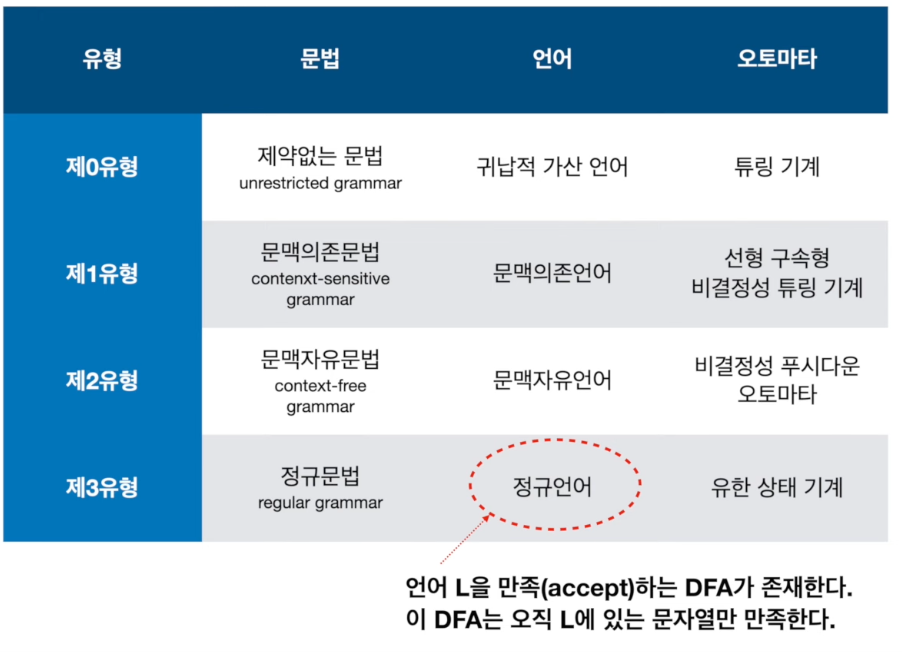 유형 문법 언어 오토마타
제0유형
제약없는 문법
unrestricted grammar
귀납적 가산 언어
튜링 기계
제1유형
문맥의존문법
contenxt-sensitive
grammar
문맥의존언어
선형 구속형
비결정성 튜링 기계
제2유형
문맥자유문법
context-free
grammar
문맥자유언어
비결정성 푸시다운
오토마타
제3유형
정규문법
regular grammar
정규언어
유한 상태 기계
언어 L을 만족(accept)하는 DFA가 존재한다.
이 DFA는 오직 L에 있는 문자열만 만족한다.